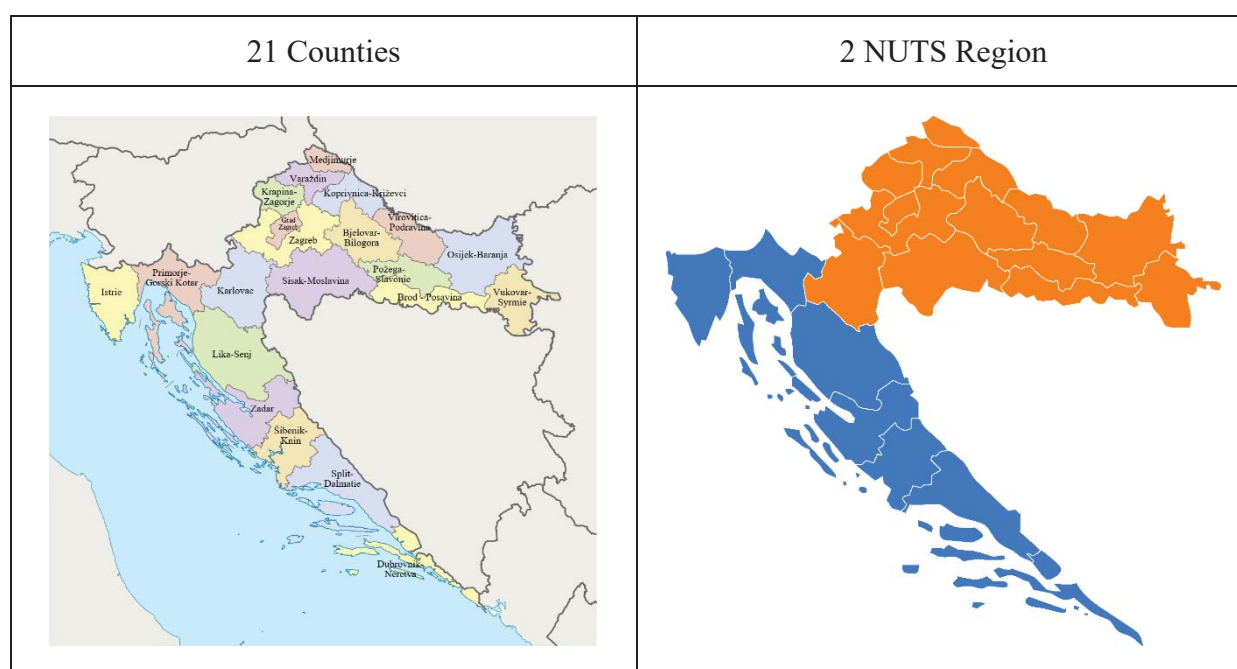 21 Counties
2 NUTS Region
Medjimurje
Varaždin
Krapina-
Zagorje
Koprivnica-Križevci
Grad
Zagreb
Zagreb
Bjelovar-
Bilogora
Virovitica-
Podravina
Osijek-Baranja
Istrie
Primorje-
Gorski Kotar
Karlovac
Sisak-Moslavina
Požega-
Slavonie
Brod - Posavina
Vukovar-
Syrmie
Lika-Senj
Zadar
Šibenik-
Knin
Split-
Dalmatie
Dubrovnik-
Neretva